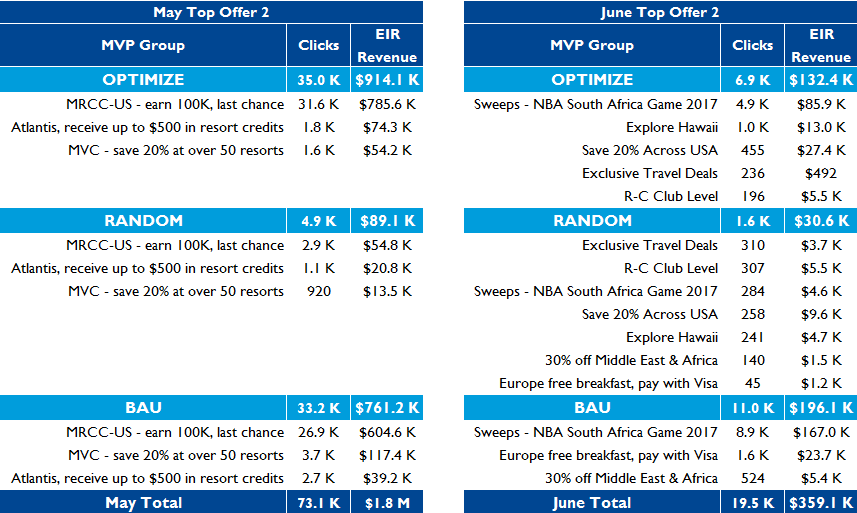 May Top Offer 2
MVP Group Clicks EIR Revenue
OPTIMIZE 35.0 K $914.1 K
MRCC-US - earn 100K, last chance 31.6 K $785.6 K
Atlantis, receive up to $500 in resort credits 1.8 K $74.3 K
MVC - save 20% at over 50 resorts 1.6 K $54.2 K
RANDOM 4.9 K $89.1 K
MRCC-US - earn 100K, last chance 2.9 K $54.8 K
Atlantis, receive up to $500 in resort credits 1.1 K $20.8 K
MVC - save 20% at over 50 resorts 920 $13.5 K
BAU 33.2 K $761.2 K
MRCC-US - earn 100K, last chance 26.9 K $604.6 K
MVC - save 20% at over 50 resorts 3.7 K $117.4 K
Atlantis, receive up to $500 in resort credits 2.7 K $39.2 K
May Total 73.1 K $1.8 M
June Top Offer 2
MVP Group Clicks EIR Revenue
OPTIMIZE 6.9 K $132.4 K
Sweeps - NBA South Africa Game 2017 4.9 K $85.9 K
Explore Hawaii 1.0 K $13.0 K
Save 20% Across USA 455 $27.4 K
Exclusive Travel Deals 236 $492
R-C Club Level 196 $5.5 K
RANDOM 1.6 K $30.6 K
Exclusive Travel Deals 310 $3.7 K
R-C Club Level 307 $5.5 K
Sweeps - NBA South Africa Game 2017 284 $4.6 K
Save 20% Across USA 258 $9.6 K
Explore Hawaii 241 $4.7 K
30% off Middle East & Africa 140 $1.5 K
Europe free breakfast, pay with Visa 45 $1.2 K
BAU 11.0 K $196.1 K
Sweeps - NBA South Africa Game 2017 8.9 K $167.0 K
Europe free breakfast, pay with Visa 1.6 K $23.7 K
30% off Middle East & Africa 524 $5.4 K
June Total 19.5 K $359.1 K